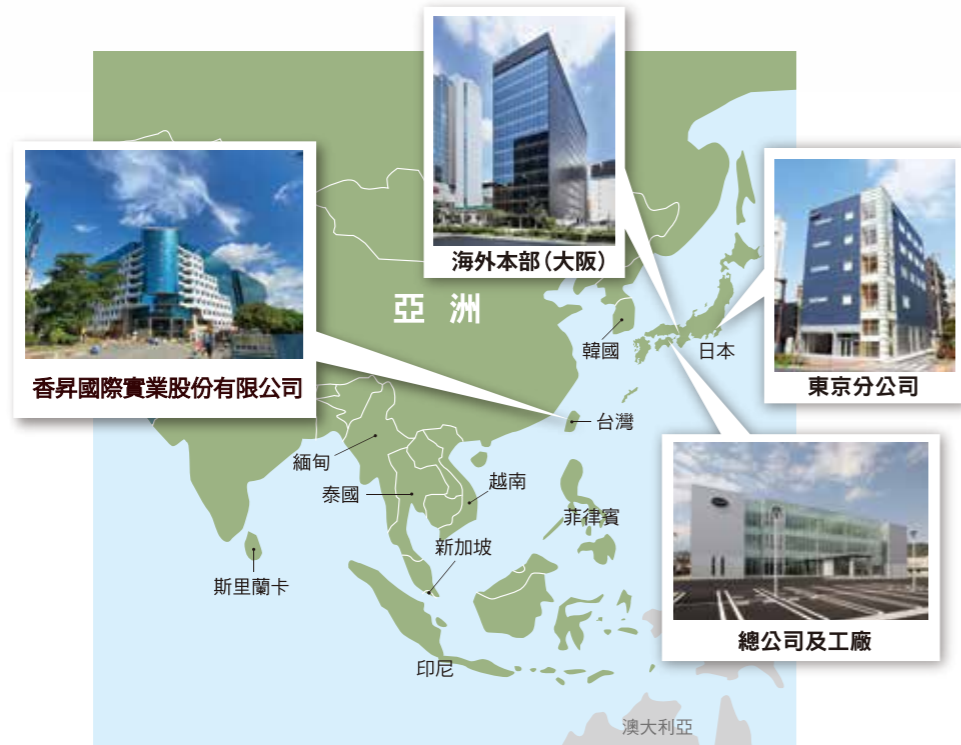 海外本部（大阪）
亞洲
香昇國際實業股份有限公司
韓國
日本
東京分公司
台灣
緬甸
泰國
越南
菲律賓
新加坡
斯里蘭卡
總公司及工廠
印尼
澳大利亞